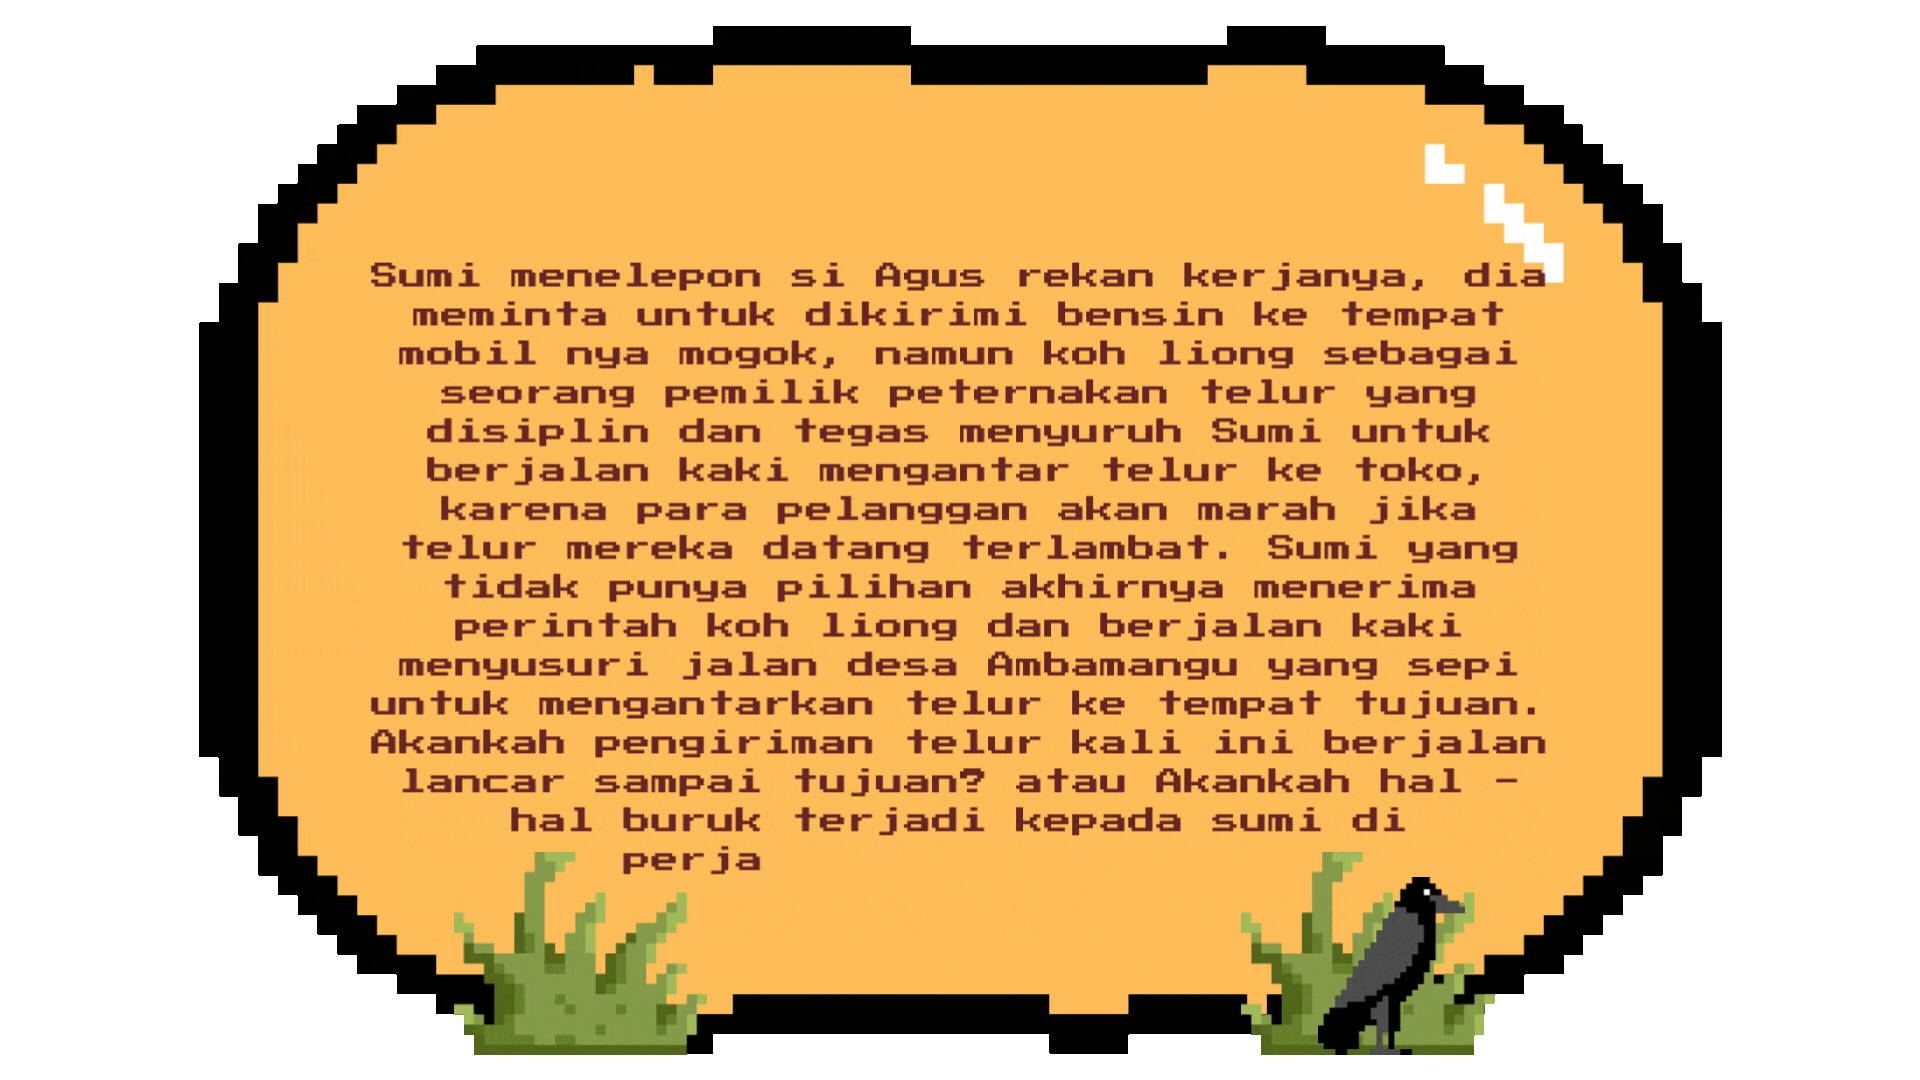 Sumi menelepon si Agus rekan kerjanya, dia
meminta untuk dikirimi bensin ke tempat
mobil nya mogok, namun koh liong sebagai
seorang pemilik peternakan telur yang
disiplin dan tegas menyuruh Sumi untuk
berjalan kaki mengantar telur ke toko,
karena para pelanggan akan marah jika
telur mereka datang terlambat. Sumi yang
tidak punya pilihan akhirnya menerima
perintah koh liong dan berjalan kaki
menyusuri jalan desa Ambamangu yang sepi
untuk mengantarkan telur ke tempat tujuan.
Akankah pengiriman telur kali ini berjalan
lancar sampai tujuan? atau Akankah hal -
hal buruk terjadi kepada sumi di
perja